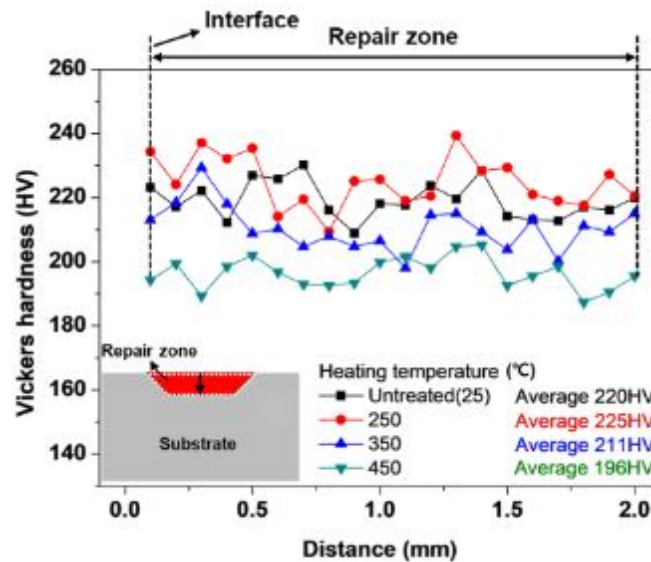 Interface
Repair zone
260
240
220
200
180
160
140
Vickers hardness (HV)
Repair zone
Substrate
Heating temperature (℃)
Untreated(25) Average 220HV
250 Average 225HV
350 Average 211HV
450 Average 196HV
0.0 0.5 1.0 1.5 2.0
Distance (mm)